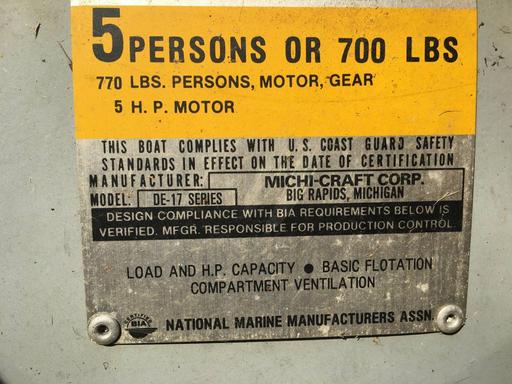 5 PERSONS OR 700 LBS
770 LBS. PERSONS, MOTOR, GEAR
5 H. P. MOTOR
THIS BOAT COMPLIES WITH U.S. COAST GUARD SAFETY
STANDARDS IN EFFECT ON THE DATE OF CERTIFICATION
MANUFACTURER: MICHI-CRAFT CORP.
BIG RAPIDS, MICHIGAN
MODEL: DE-17 SERIES
DESIGN COMPLIANCE WITH BIA REQUIREMENTS BELOW IS
VERIFIED. MFGR. RESPONSIBLE FOR PRODUCTION CONTROL.
LOAD AND H.P. CAPACITY ● BASIC FLOTATION
COMPARTMENT VENTILATION
CERTIFIED
BIA
NATIONAL MARINE MANUFACTURERS ASSN.